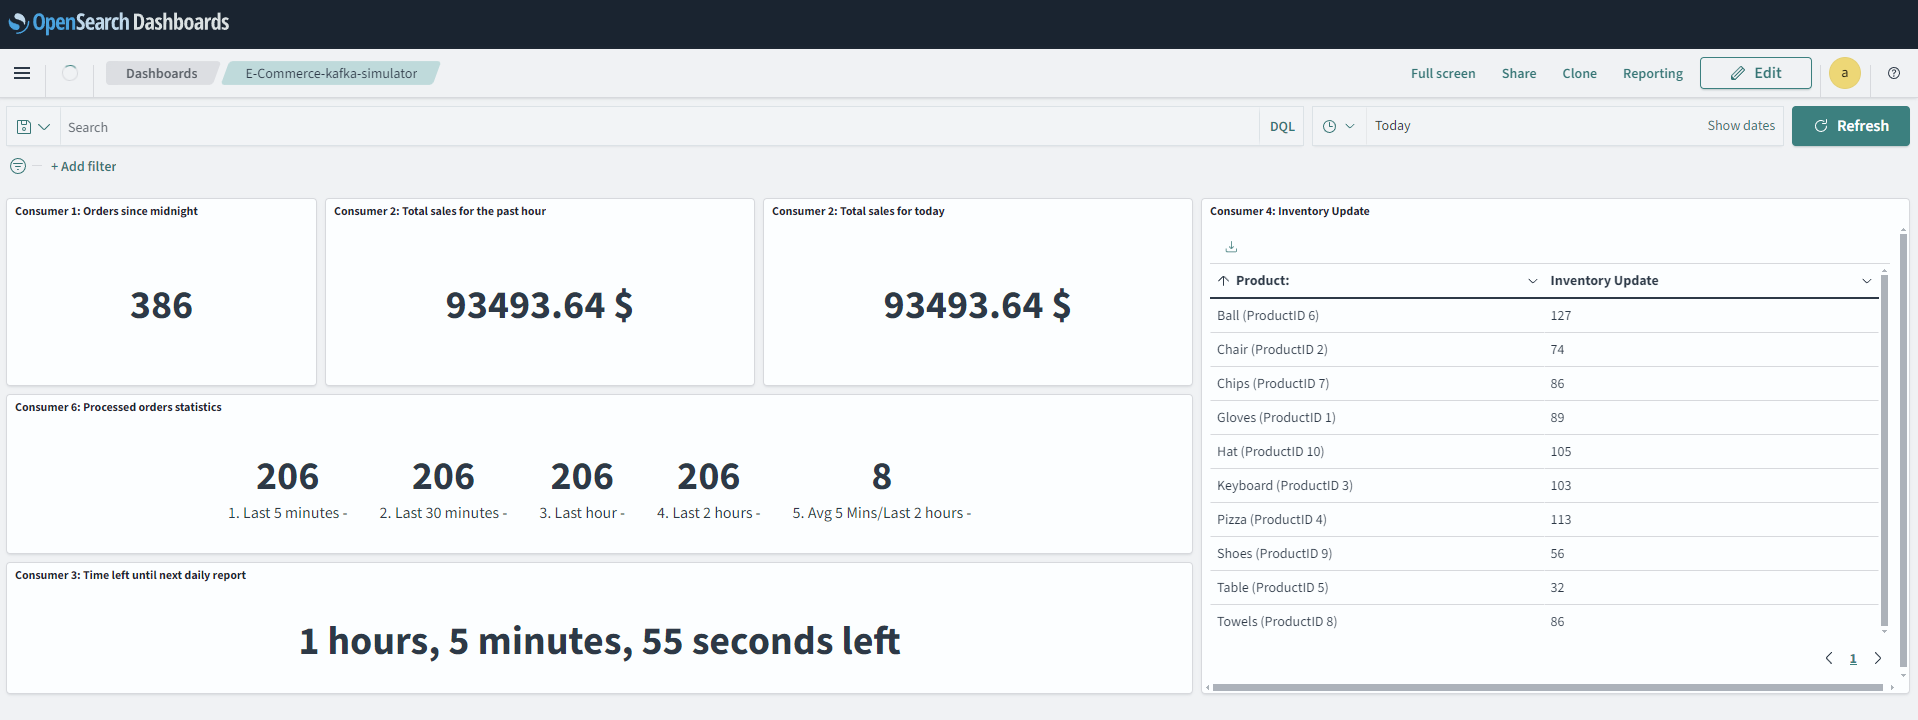 OpenSearch Dashboards
Dashboards
E-Commerce-kafka-simulator
Full screen
Share
Clone
Reporting
Edit
a
Search
DQL
Today
Show dates
Refresh
+ Add filter
Consumer 1: Orders since midnight
386
Consumer 2: Total sales for the past hour
93493.64 $
Consumer 2: Total sales for today
93493.64 $
Consumer 6: Processed orders statistics
206 206 206 206 8
1. Last 5 minutes - 2. Last 30 minutes - 3. Last hour - 4. Last 2 hours - 5. Avg 5 Mins/Last 2 hours -
Consumer 3: Time left until next daily report
1 hours, 5 minutes, 55 seconds left
Consumer 4: Inventory Update
Product: Inventory Update
Ball (ProductID 6) 127
Chair (ProductID 2) 74
Chips (ProductID 7) 86
Gloves (ProductID 1) 89
Hat (ProductID 10) 105
Keyboard (ProductID 3) 103
Pizza (ProductID 4) 113
Shoes (ProductID 9) 56
Table (ProductID 5) 32
Towels (ProductID 8) 86
1